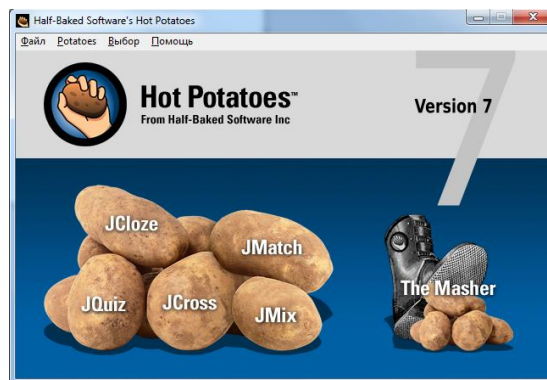 Half-Baked Software's Hot Potatoes
Файл Potatoes Выбор Помощь
Hot Potatoes™
From Half-Baked Software Inc
Version 7
7
JCloze
JMatch
The Masher
JQuiz
JCross
JMix